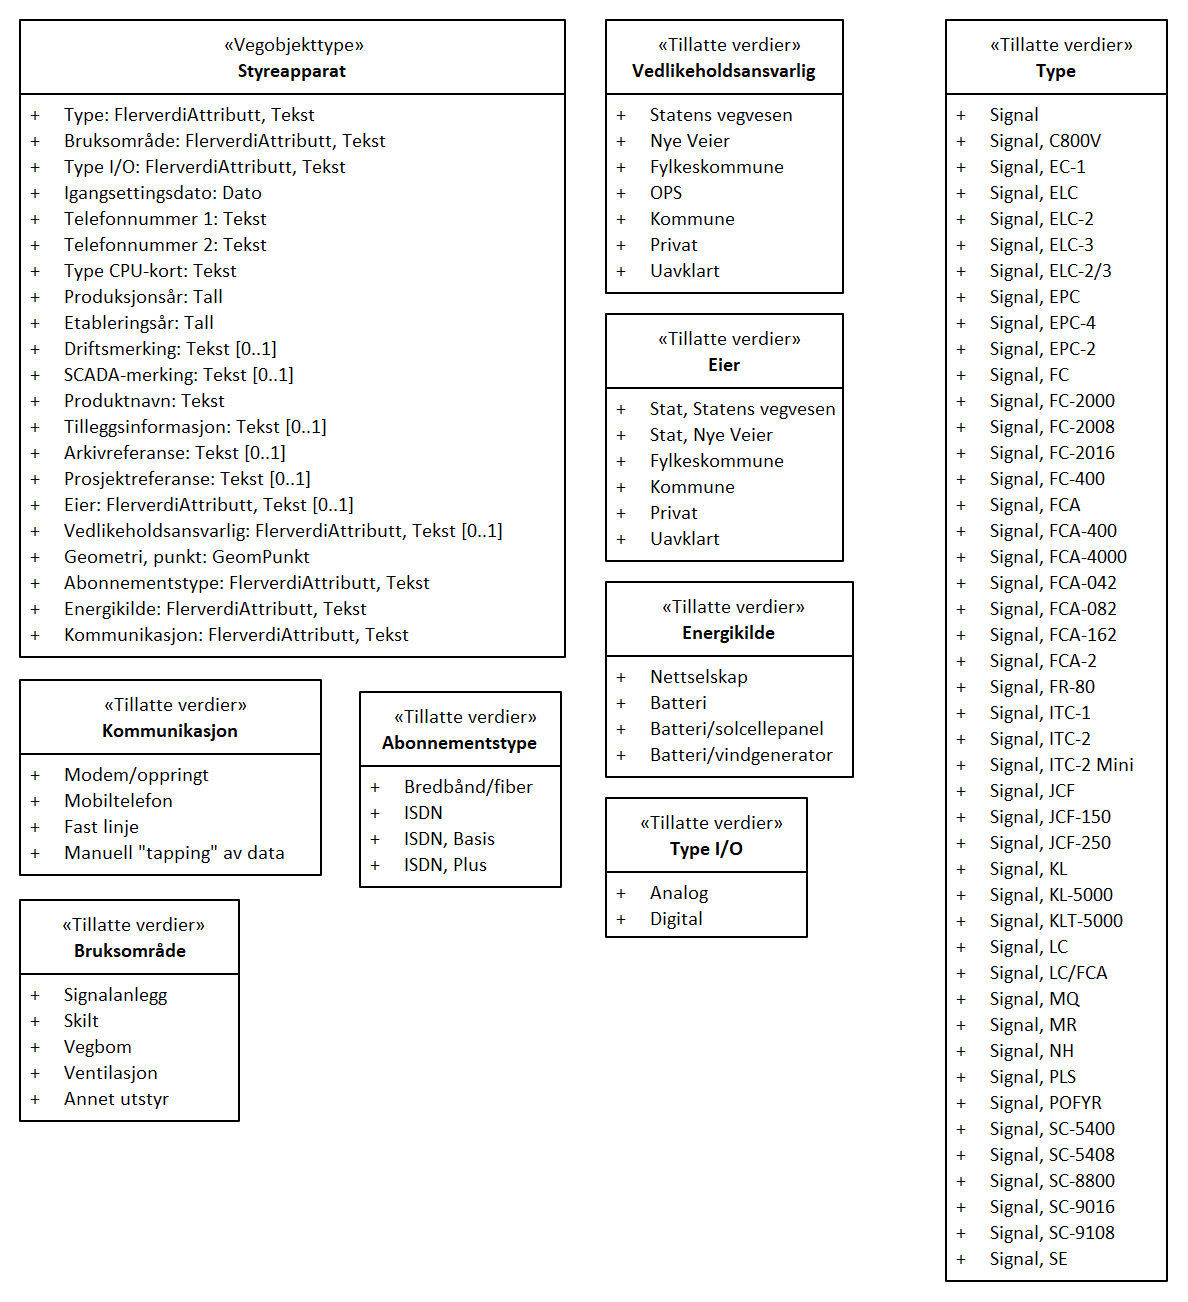 «Vegobjekttype»
Styreapparat
+ Type: FlerverdiAttributt, Tekst
+ Bruksområde: FlerverdiAttributt, Tekst
+ Type I/O: FlerverdiAttributt, Tekst
+ Igangsettingsdato: Dato
+ Telefonnummer 1: Tekst
+ Telefonnummer 2: Tekst
+ Type CPU-kort: Tekst
+ Produksjonsår: Tall
+ Etableringsår: Tall
+ Driftsmerking: Tekst [0..1]
+ SCADA-merking: Tekst [0..1]
+ Produktnavn: Tekst
+ Tilleggsinformasjon: Tekst [0..1]
+ Arkivreferanse: Tekst [0..1]
+ Prosjektreferanse: Tekst [0..1]
+ Eier: FlerverdiAttributt, Tekst [0..1]
+ Vedlikeholdsansvarlig: FlerverdiAttributt, Tekst [0..1]
+ Geometri, punkt: GeomPunkt
+ Abonnementstype: FlerverdiAttributt, Tekst
+ Energikilde: FlerverdiAttributt, Tekst
+ Kommunikasjon: FlerverdiAttributt, Tekst
«Tillatte verdier»
Kommunikasjon
+ Modem/oppringt
+ Mobiltelefon
+ Fast linje
+ Manuell "tapping" av data
«Tillatte verdier»
Abonnementstype
+ Bredbånd/fiber
+ ISDN
+ ISDN, Basis
+ ISDN, Plus
«Tillatte verdier»
Bruksområde
+ Signalanlegg
+ Skilt
+ Vegbom
+ Ventilasjon
+ Annet utstyr
«Tillatte verdier»
Vedlikeholdsansvarlig
+ Statens vegvesen
+ Nye Veier
+ Fylkeskommune
+ OPS
+ Kommune
+ Privat
+ Uavklart
«Tillatte verdier»
Eier
+ Stat, Statens vegvesen
+ Stat, Nye Veier
+ Fylkeskommune
+ Kommune
+ Privat
+ Uavklart
«Tillatte verdier»
Energikilde
+ Nettselskap
+ Batteri
+ Batteri/solcellepanel
+ Batteri/vindgenerator
«Tillatte verdier»
Type I/O
+ Analog
+ Digital
«Tillatte verdier»
Type
+ Signal
+ Signal, C800V
+ Signal, EC-1
+ Signal, ELC
+ Signal, ELC-2
+ Signal, ELC-3
+ Signal, ELC-2/3
+ Signal, EPC
+ Signal, EPC-4
+ Signal, EPC-2
+ Signal, FC
+ Signal, FC-2000
+ Signal, FC-2008
+ Signal, FC-2016
+ Signal, FC-400
+ Signal, FCA
+ Signal, FCA-400
+ Signal, FCA-4000
+ Signal, FCA-042
+ Signal, FCA-082
+ Signal, FCA-162
+ Signal, FCA-2
+ Signal, FR-80
+ Signal, ITC-1
+ Signal, ITC-2
+ Signal, ITC-2 Mini
+ Signal, JCF
+ Signal, JCF-150
+ Signal, JCF-250
+ Signal, KL
+ Signal, KL-5000
+ Signal, KLT-5000
+ Signal, LC
+ Signal, LC/FCA
+ Signal, MQ
+ Signal, MR
+ Signal, NH
+ Signal, PLS
+ Signal, POFYR
+ Signal, SC-5400
+ Signal, SC-5408
+ Signal, SC-8800
+ Signal, SC-9016
+ Signal, SC-9108
+ Signal, SE